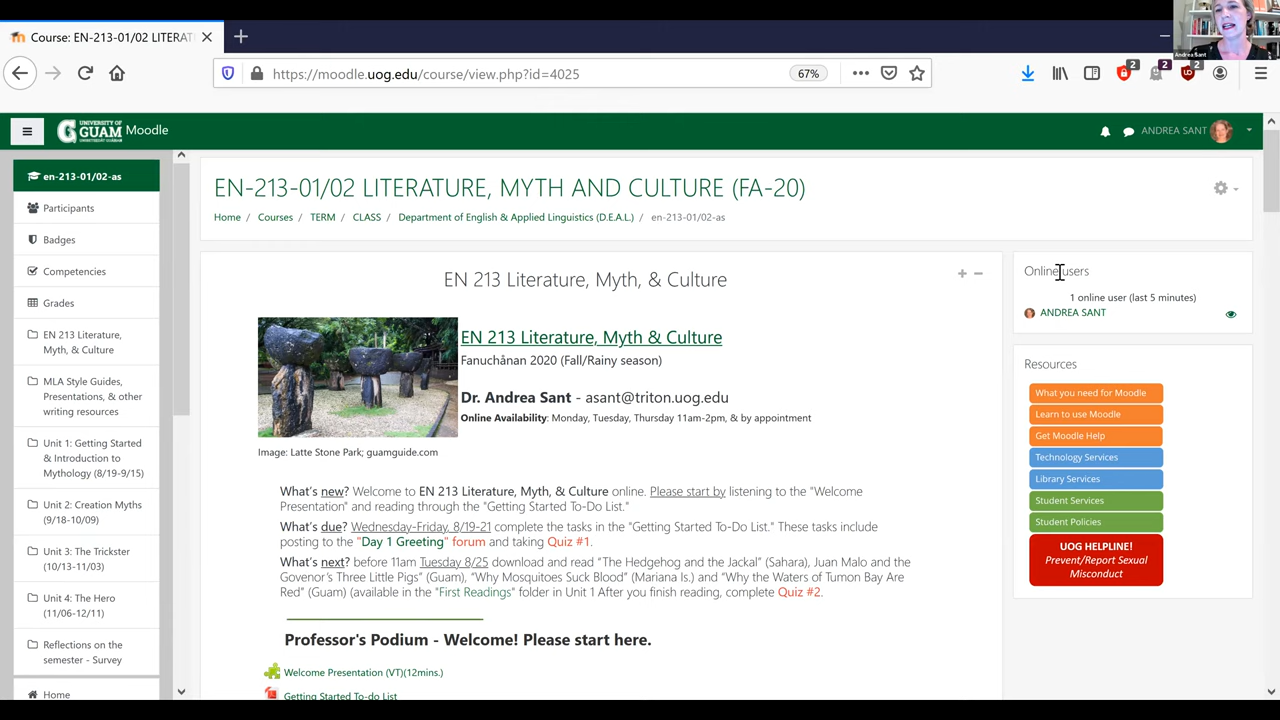 Course: EN-213-01/02 LITERAT
Andrea Sant
https://moodle.uog.edu/course/view.php?id=4025
67%
2
2
2
UNIVERSITY OF
GUAM
Moodle
ANDREA SANT
en-213-01/02-as
Participants
Badges
Competencies
Grades
EN 213 Literature,
Myth, & Culture
MLA Style Guides,
Presentations, & other
writing resources
Unit 1: Getting Started
& Introduction to
Mythology (8/19-9/15)
Unit 2: Creation Myths
(9/18-10/09)
Unit 3: The Trickster
(10/13-11/03)
Unit 4: The Hero
(11/06-12/11)
Reflections on the
semester - Survey
Home
EN-213-01/02 LITERATURE, MYTH AND CULTURE (FA-20)
Home / Courses / TERM / CLASS / Department of English & Applied Linguistics (D.E.A.L.) / en-213-01/02-as
EN 213 Literature, Myth, & Culture
EN 213 Literature, Myth & Culture
Fanuchånan 2020 (Fall/Rainy season)
Dr. Andrea Sant - asant@triton.uog.edu
Online Availability: Monday, Tuesday, Thursday 11am-2pm, & by appointment
Image: Latte Stone Park; guamguide.com
What's new? Welcome to EN 213 Literature, Myth, & Culture online. Please start by listening to the "Welcome
Presentation" and reading through the "Getting Started To-Do List."
What's due? Wednesday-Friday, 8/19-21 complete the tasks in the "Getting Started To-Do List." These tasks include
posting to the "Day 1 Greeting" forum and taking Quiz #1.
What's next? before 11am Tuesday 8/25 download and read "The Hedgehog and the Jackal" (Sahara), Juan Malo and the
Govenor's Three Little Pigs" (Guam), "Why Mosquitoes Suck Blood" (Mariana Is.) and "Why the Waters of Tumon Bay Are
Red" (Guam) (available in the "First Readings" folder in Unit 1 After you finish reading, complete Quiz #2.
Professor's Podium - Welcome! Please start here.
Welcome Presentation (VT)(12mins.)
Getting Started To-do List
Online users
1 online user (last 5 minutes)
ANDREA SANT
Resources
What you need for Moodle
Learn to use Moodle
Get Moodle Help
Technology Services
Library Services
Student Services
Student Policies
UOG HELPLINE!
Prevent/Report Sexual
Misconduct